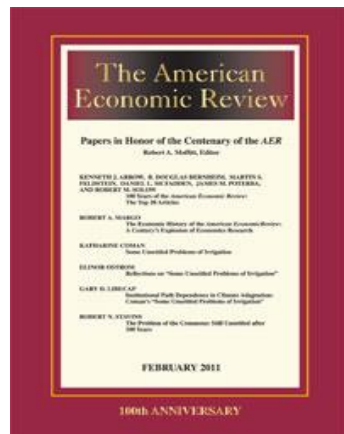 The American
Economic Review
Papers in Honor of the Centenary of the AER
Robert A. Moffitt, Editor
KENNETH J. ARROW, B. DOUGLAS BERNHEIM, MARTIN S.
FELDSTEIN, DANIEL L. MCFADDEN, JAMES M. POTERBA,
AND ROBERT M. SOLOW
100 Years of the American Economic Review:
The Top 20 Articles
ROBERT A. MARGO
The Economic History of the American Economic Review:
A Century's Explosion of Economics Research
KATHARINE COMAN
Some Unsettled Problems of Irrigation
ELINOR OSTROM
Reflections on "Some Unsettled Problems of Irrigation"
GARY D. LIBECAP
Institutional Path Dependence in Climate Adaptation:
Coman's "Some Unsettled Problems of Irrigation"
ROBERT N. STAVINS
The Problem of the Commons: Still Unsettled after
100 Years
FEBRUARY 2011
100th ANNIVERSARY